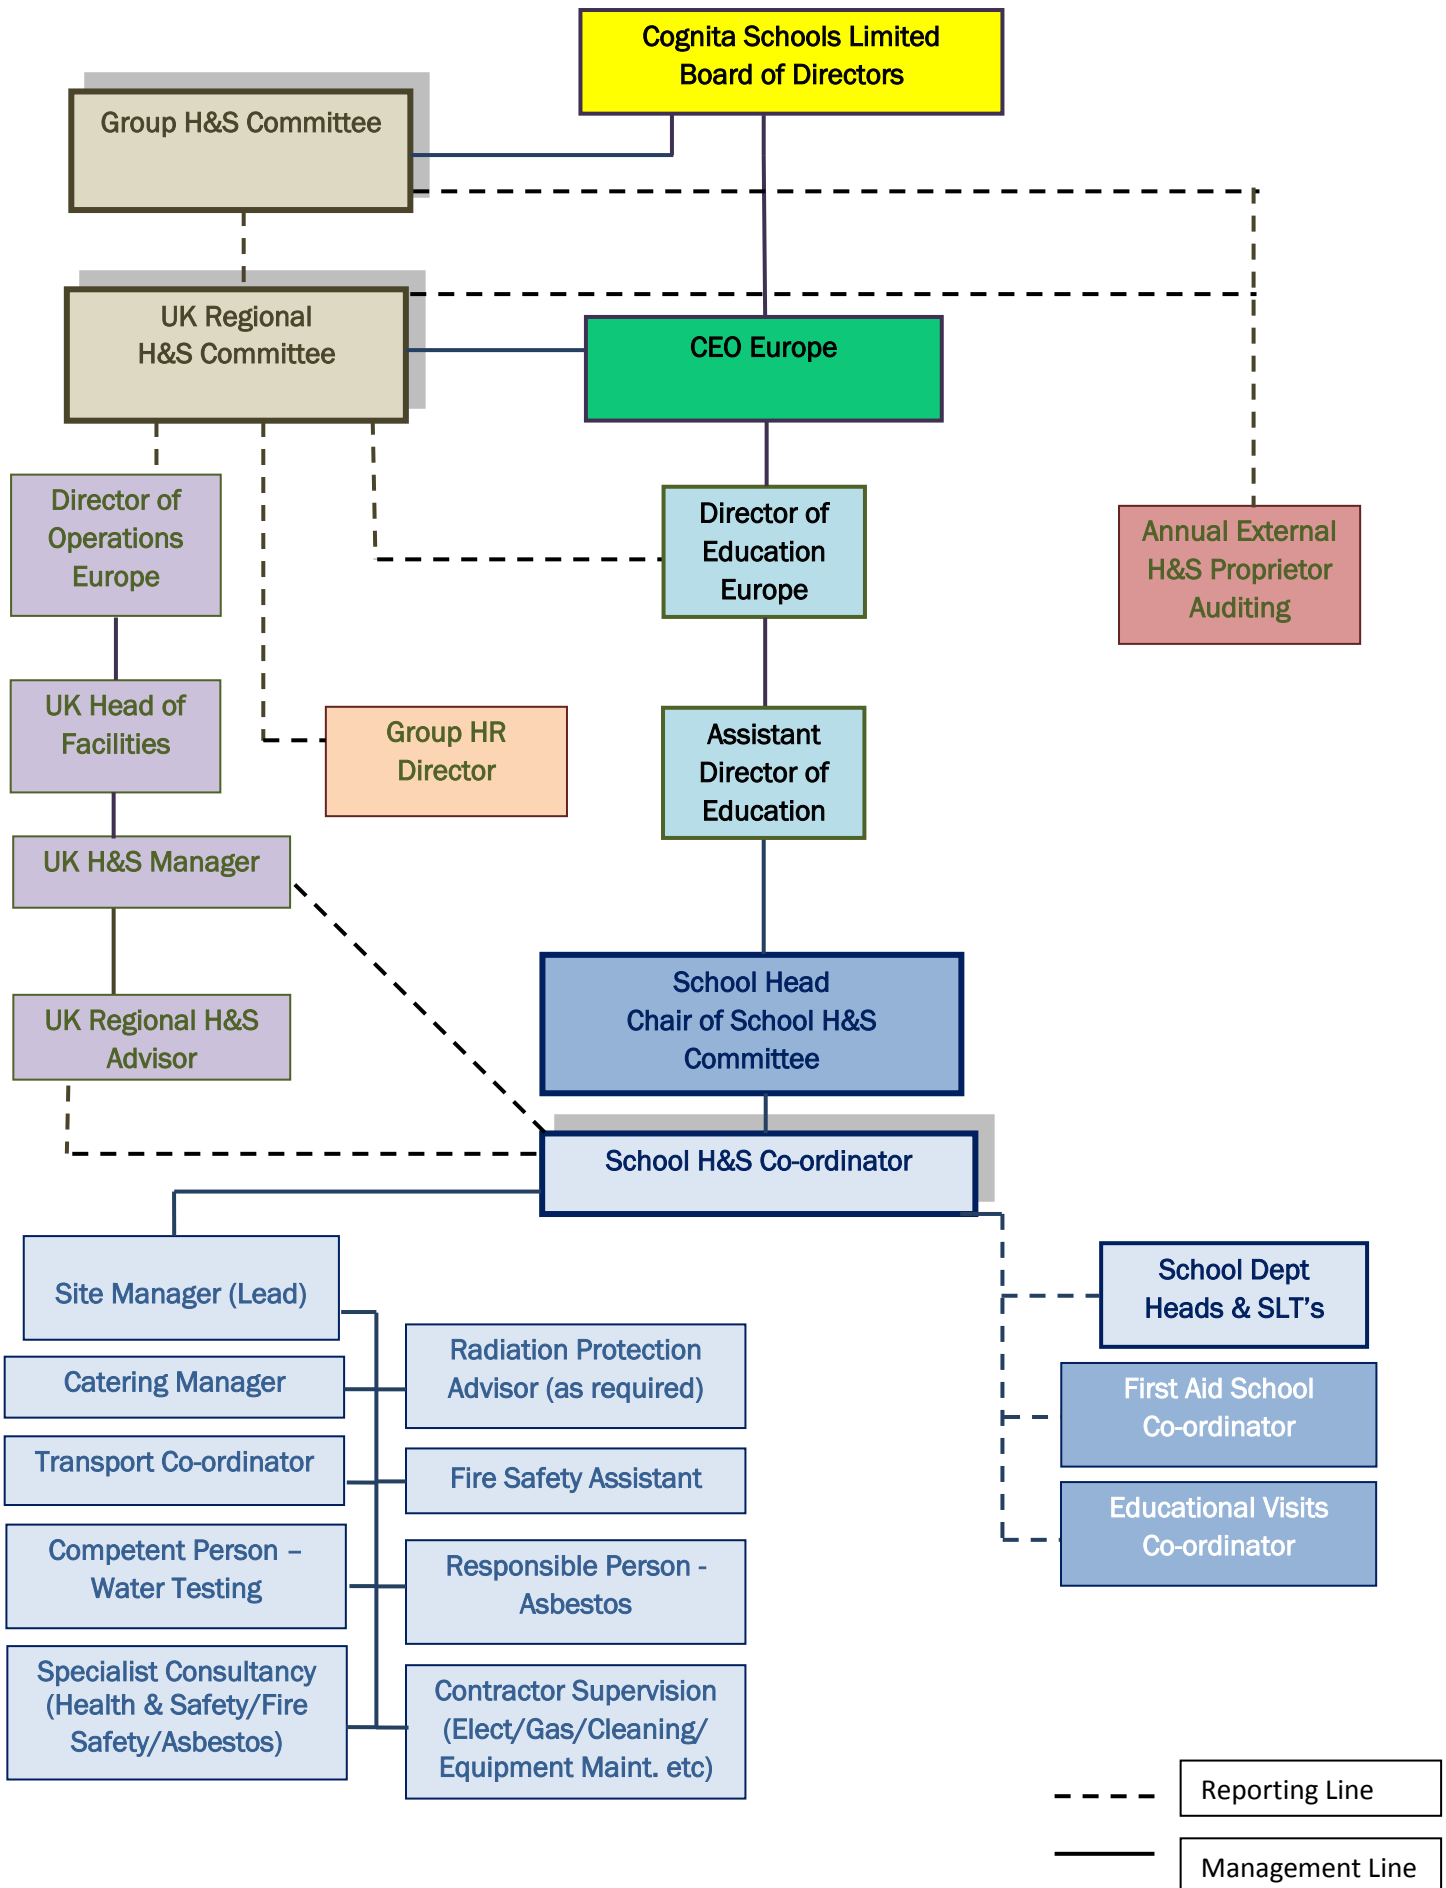 Cognita Schools Limited
Board of Directors
Group H&S Committee
UK Regional
H&S Committee
CEO Europe
Director of
Operations
Europe
Director of
Education
Europe
Annual External
H&S Proprietor
Auditing
UK Head of
Facilities
Group HR
Director
Assistant
Director of
Education
UK H&S Manager
School Head
Chair of School H&S
Committee
UK Regional H&S
Advisor
School H&S Co-ordinator
Site Manager (Lead)
School Dept
Heads & SLT's
Radiation Protection
Advisor (as required)
Catering Manager
First Aid School
Co-ordinator
Transport Co-ordinator
Fire Safety Assistant
Educational Visits
Co-ordinator
Competent Person –
Water Testing
Responsible Person -
Asbestos
Specialist Consultancy
(Health & Safety/Fire
Safety/Asbestos)
Contractor Supervision
(Elect/Gas/Cleaning/
Equipment Maint. etc)
Reporting Line
Management Line